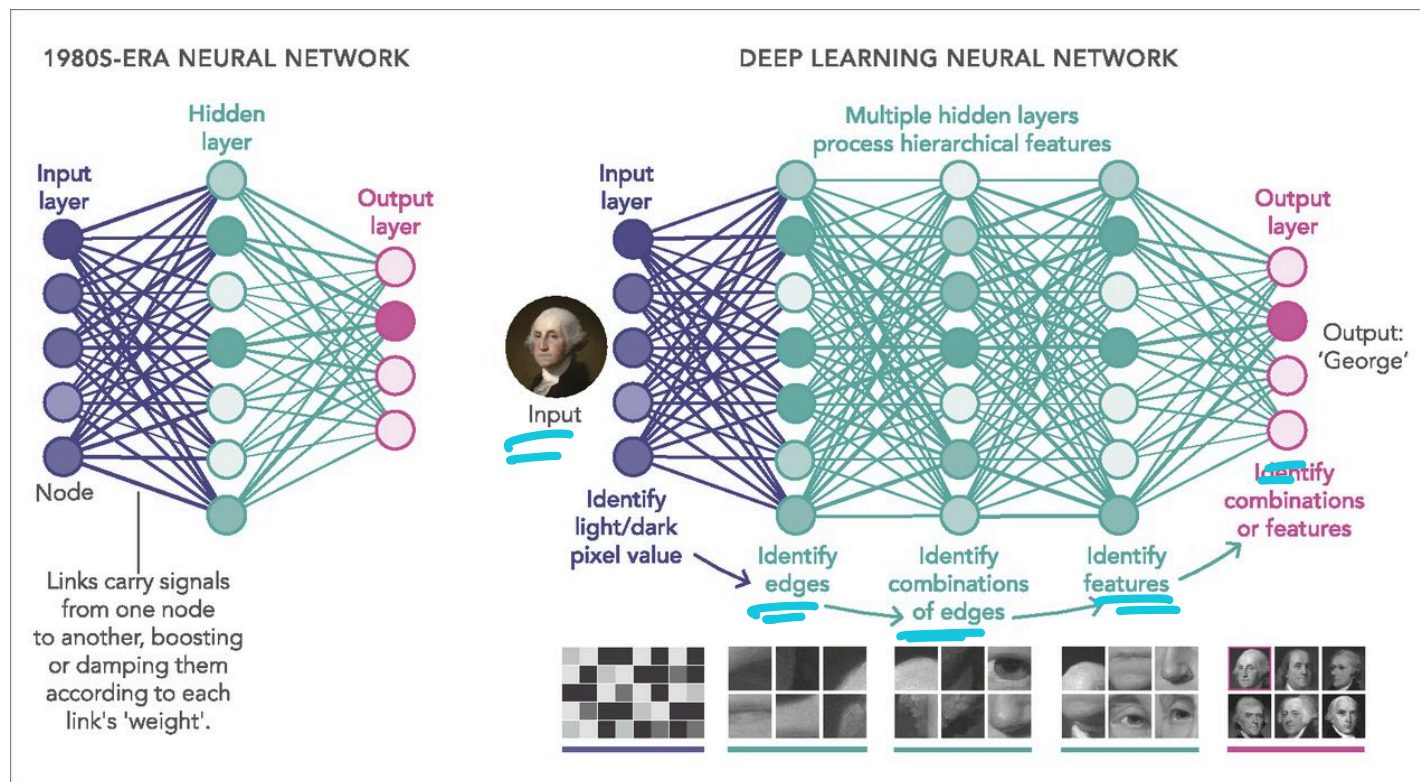 1980S-ERA NEURAL NETWORK
Hidden
layer
Input
layer
Output
layer
Node
Links carry signals
from one node
to another, boosting
or damping them
according to each
link's 'weight'.
DEEP LEARNING NEURAL NETWORK
Multiple hidden layers
process hierarchical features
Input
layer
Output
layer
Input
Output:
'George'
Identify
light/dark
pixel value
Identify
edges
Identify
combinations
of edges
Identify
features
Identify
combinations
or features